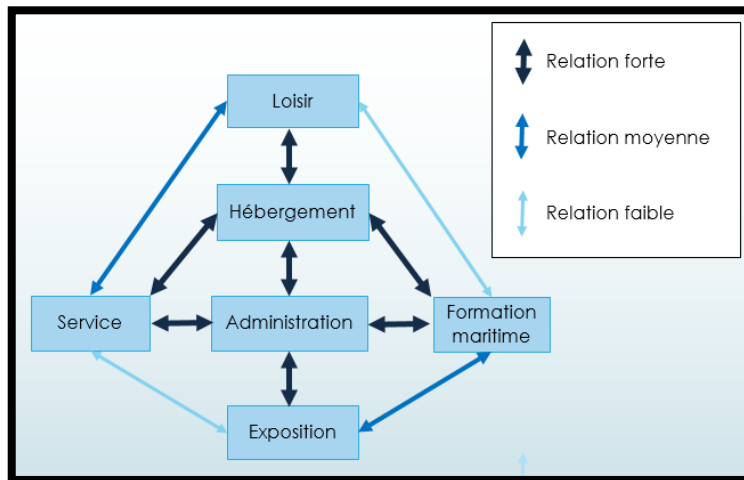 Loisir
Hébergement
Service
Administration
Formation
maritime
Exposition
Relation forte
Relation moyenne
Relation faible